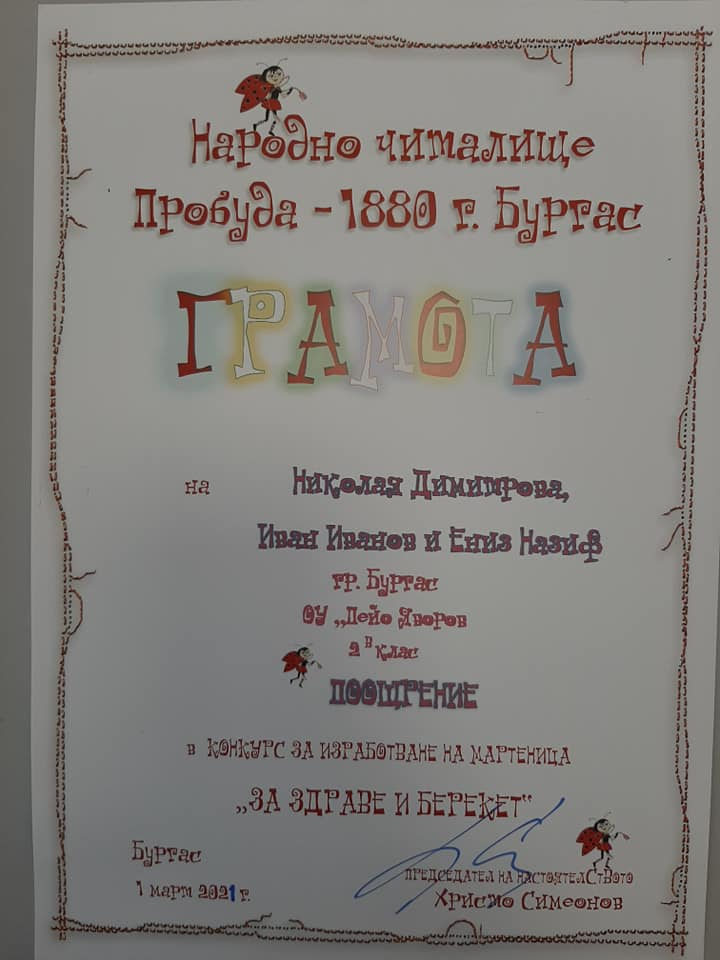 Народно читалище
Пробуда - 1880 г. Бургас
ГРАМОТА
на Николая Димитрова,
Иван Иванов и Ениз Назиф
гр. Бургас
ОУ „Пейо Яворов
2 в клас
ПООЩРЕНИЕ
в КОНКУРС ЗА ИЗРАБОТВАНЕ НА МАРТЕНИЦА
„ЗА ЗДРАВЕ И БЕРЕКЕТ“
Бургас
1 март 2021 г.
ПРЕДСЕДАТЕЛ НА НАСТОЯТЕЛСТВОТО
Христо Симеонов